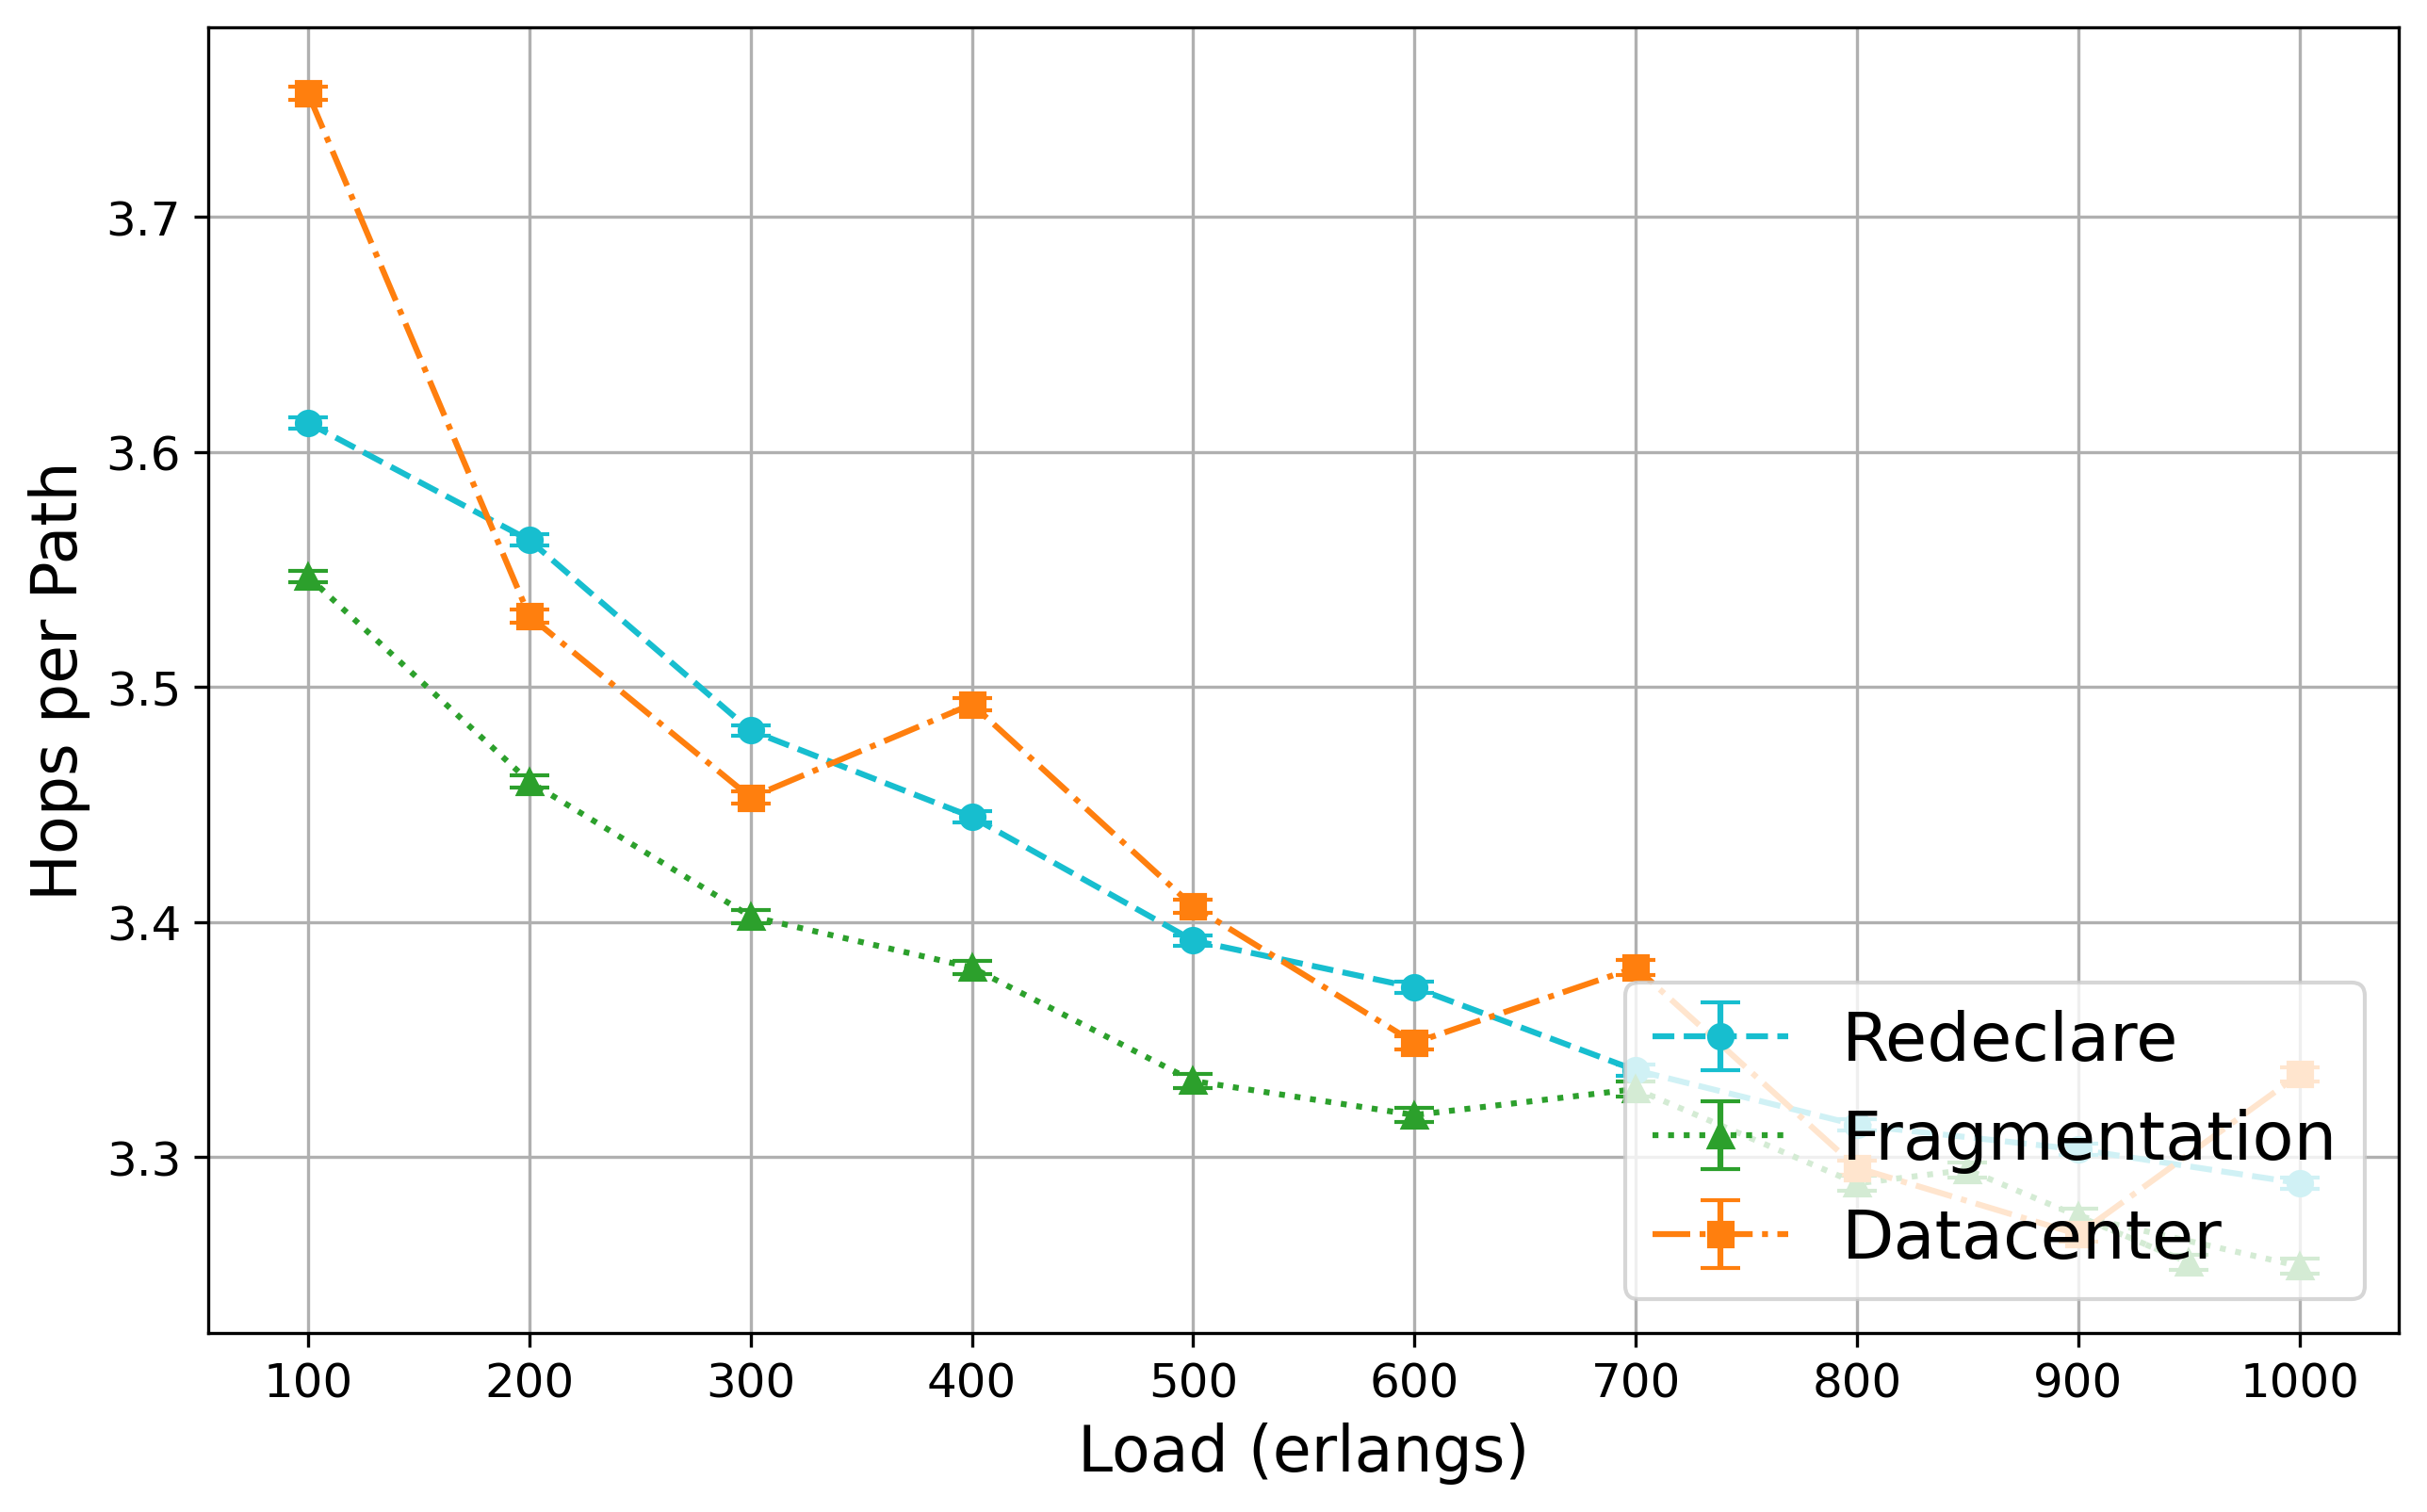 3.7
3.6
3.5
3.4
3.3
Hops per Path
100 200 300 400 500 600 700 800 900 1000
Load (erlangs)
Redeclare
Fragmentation
Datacenter